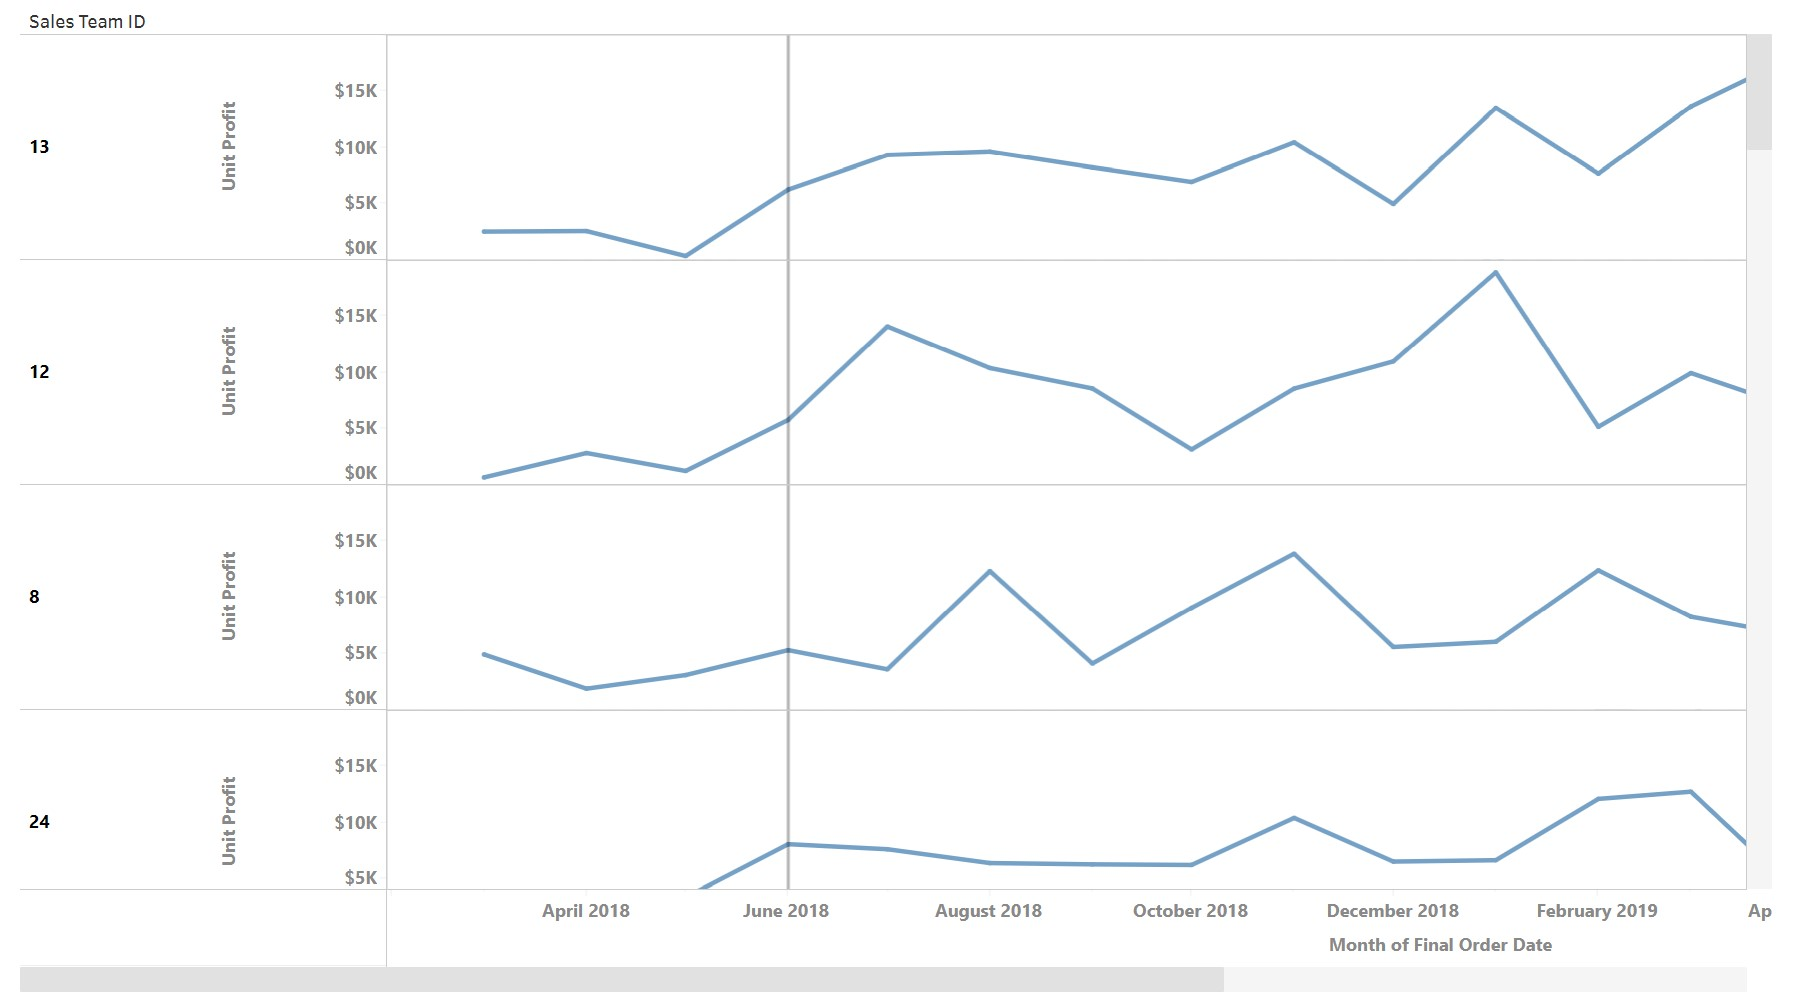 Sales Team ID
13
Unit Profit
$15K
$10K
$5K
$0K
12
Unit Profit
$15K
$10K
$5K
$0K
8
Unit Profit
$15K
$10K
$5K
$0K
24
Unit Profit
$15K
$10K
$5K
April 2018 June 2018 August 2018 October 2018 December 2018 February 2019 Ap
Month of Final Order Date